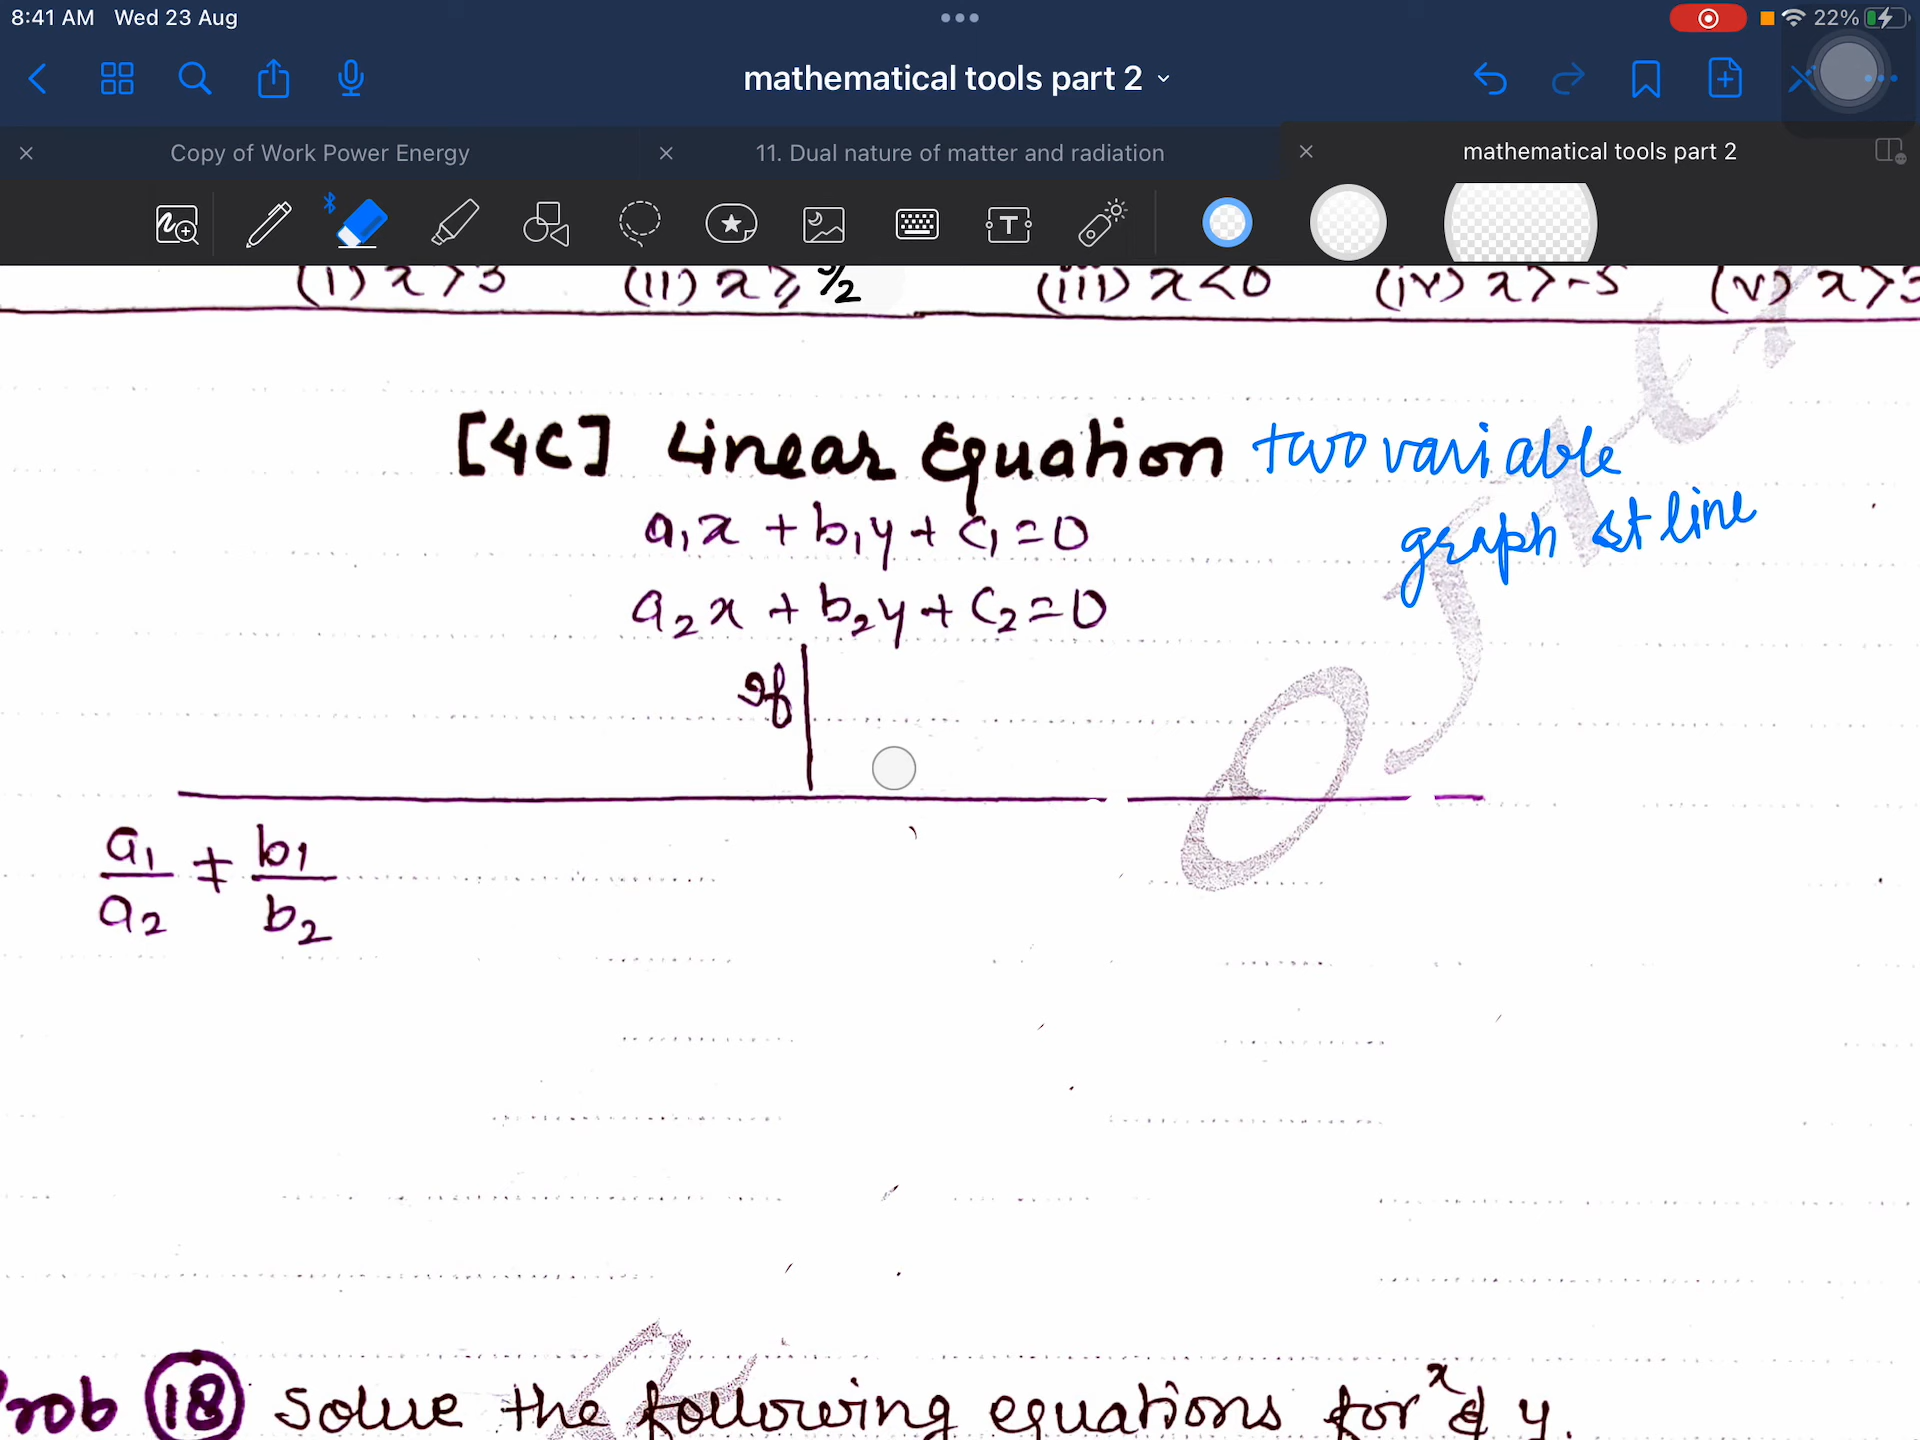 8:41 AM Wed 23 Aug
22%
mathematical tools part 2
Copy of Work Power Energy
11. Dual nature of matter and radiation
mathematical tools part 2
(i) x>3 (ii) x≥ /2 (iii) x<0 (iv) x>-5 (v) x>3
[4C] Linear Equation two variable
graph st line
a₁x + b₁y + c₁ = 0
a₂x + b₂y + c₂ = 0
If
a₁/a₂ ≠ b₁/b₂
Prob 18 Solve the following equations for x & y.